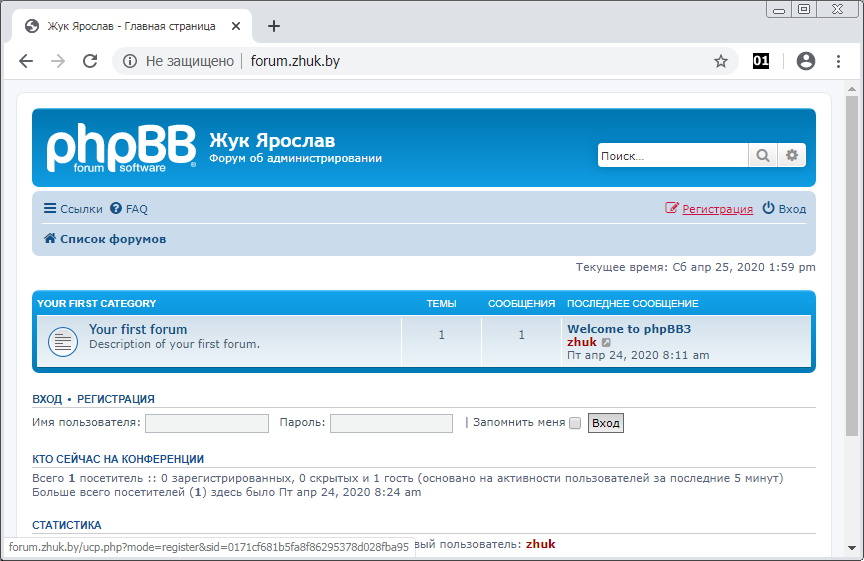 Жук Ярослав - Главная страница
Не защищено | forum.zhuk.by
01
phpBB
forum software
®
Жук Ярослав
Форум об администрировании
Поиск…
Ссылки FAQ
Регистрация Вход
Список форумов
Текущее время: Сб апр 25, 2020 1:59 pm
YOUR FIRST CATEGORY ТЕМЫ СООБЩЕНИЯ ПОСЛЕДНЕЕ СООБЩЕНИЕ
Your first forum
Description of your first forum.
1
1
Welcome to phpBB3
zhuk
Пт апр 24, 2020 8:11 am
ВХОД • РЕГИСТРАЦИЯ
Имя пользователя: Пароль: | Запомнить меня Вход
КТО СЕЙЧАС НА КОНФЕРЕНЦИИ
Всего 1 посетитель :: 0 зарегистрированных, 0 скрытых и 1 гость (основано на активности пользователей за последние 5 минут)
Больше всего посетителей (1) здесь было Пт апр 24, 2020 8:24 am
СТАТИСТИКА
вый пользователь: zhuk
forum.zhuk.by/ucp.php?mode=register&sid=0171cf681b5fa8f86295378d028fba95